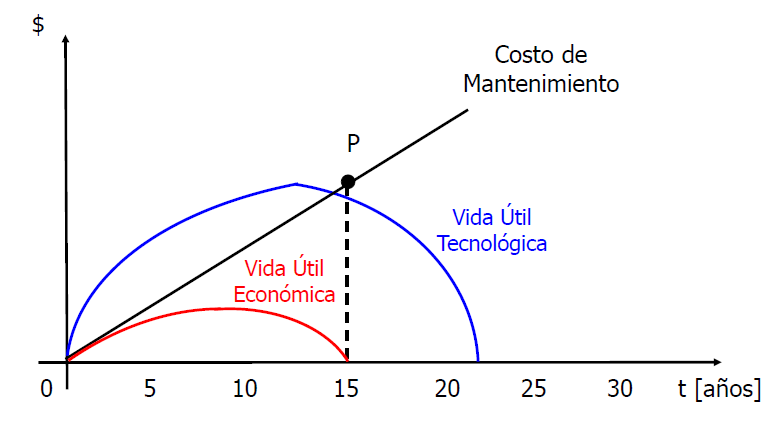 $
Costo de
Mantenimiento
P
Vida Útil
Tecnológica
Vida Útil
Económica
0 5 10 15 20 25 30 t [años]